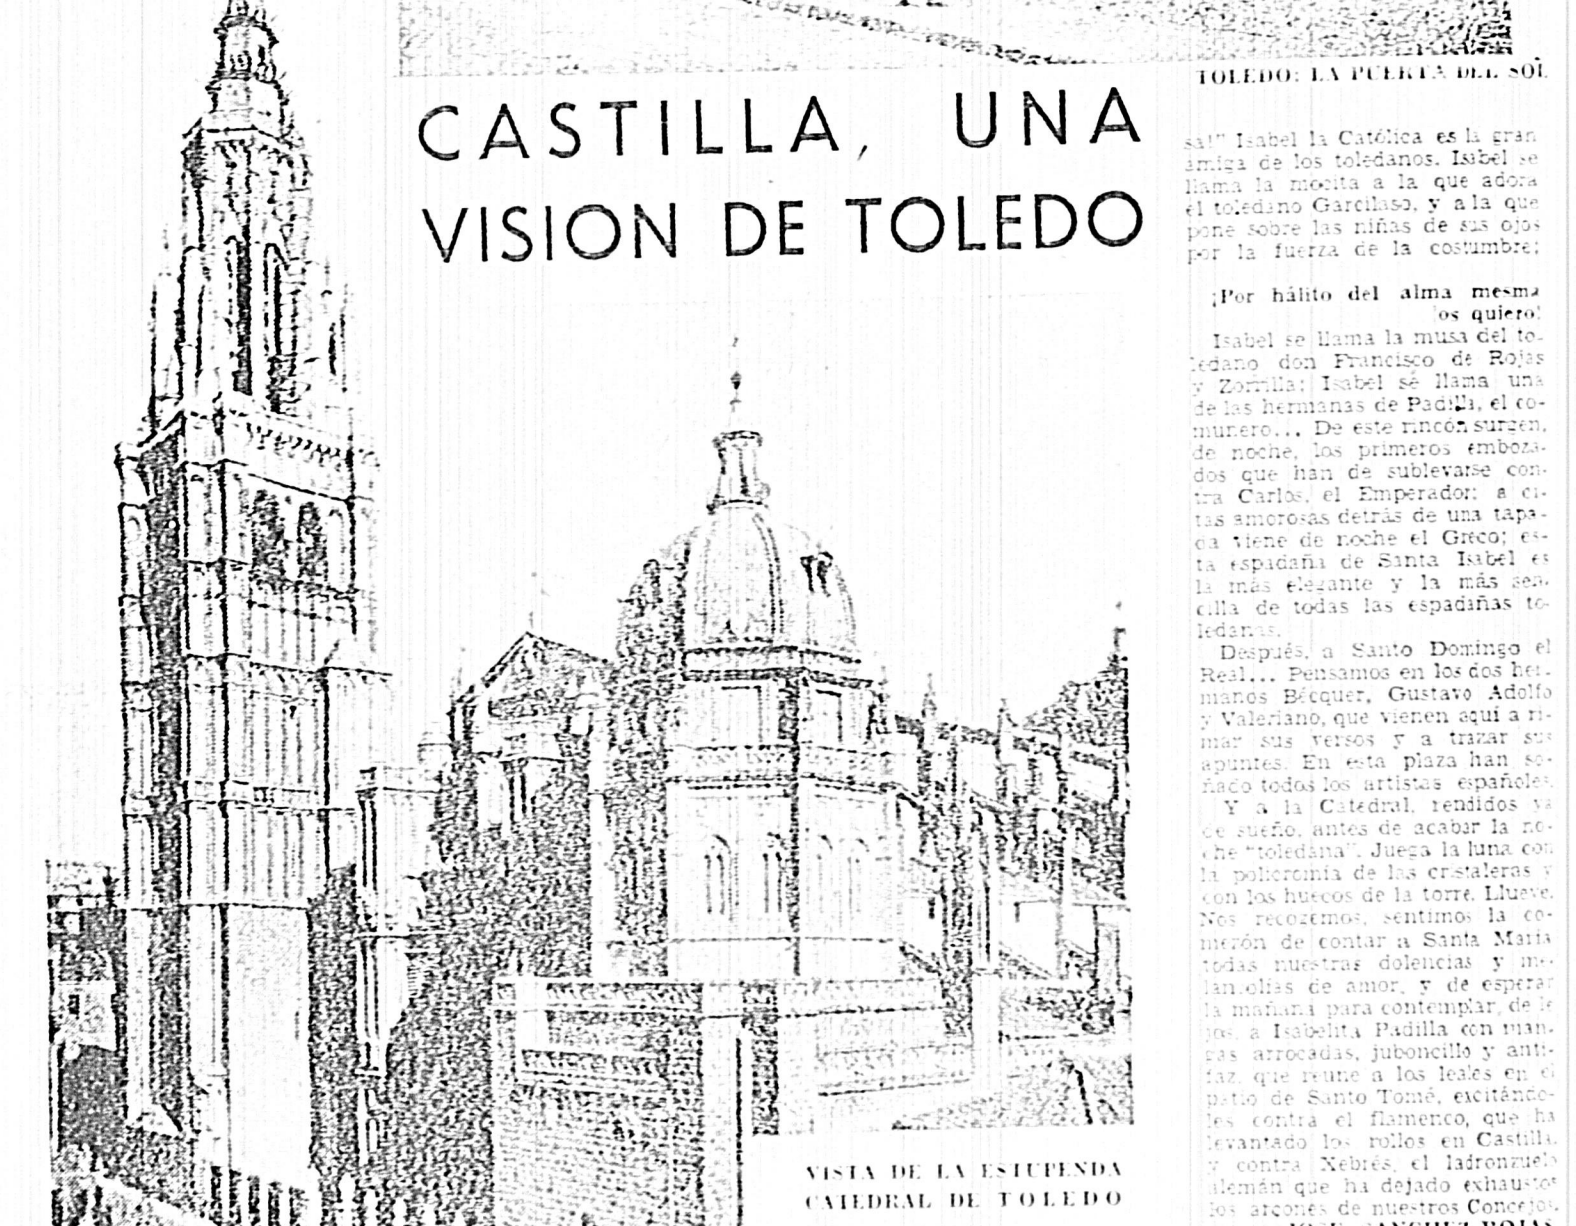 TOLEDO: LA PUERTA DEL SOL
CASTILLA, UNA
VISION DE TOLEDO
sa!" Isabel la Católica es la gran
amiga de los toledanos. Isabel se
llama la mocita a la que adora
el toledano Garcilaso, y a la que
pone sobre las niñas de sus ojos
por la fuerza de la costumbre:
¡Por hálito del alma mesma
os quiero!
Isabel se llama la musa del to-
ledano don Francisco de Rojas
y Zorrilla; Isabel se llama una
de las hermanas de Padilla, el co-
munero... De este rincón surgen,
de noche, los primeros emboza-
dos que han de sublevarse con-
tra Carlos, el Emperador; a ci-
tas amorosas detrás de una tapa-
da viene de noche el Greco; es-
ta espadaña de Santa Isabel es
la más elegante y la más sen-
cilla de todas las espadañas to-
ledanas.
Después, a Santo Domingo el
Real... Pensamos en los dos her-
manos Bécquer, Gustavo Adolfo
y Valeriano, que vienen aquí a ri-
mar sus versos y a trazar sus
apuntes. En esta plaza han so-
ñado todos los artistas españoles.
Y a la Catedral, rendidos ya
de sueño, antes de acabar la no-
che "toledana". Juega la luna con
la policromía de las cristaleras y
con los huecos de la torre. Llueve.
Nos recogemos, sentimos la co-
mezón de contar a Santa María
todas nuestras dolencias y me-
lancolías de amor, y de esperar
la mañana para contemplar, de le-
jos, a Isabelita Padilla con man-
gas arrocadas, juboncillo y anti-
faz, que reune a los leales en el
patio de Santo Tomé, excitándo-
les contra el flamenco, que ha
levantado los rollos en Castilla,
y contra Xebrés, el ladronzuelo
alemán que ha dejado exhaustos
los arcones de nuestros Concejos.
JOSE SANCHEZ ROJAS
VISTA DE LA ESTUPENDA
CATEDRAL DE TOLEDO